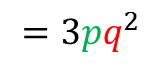 = 3pq²